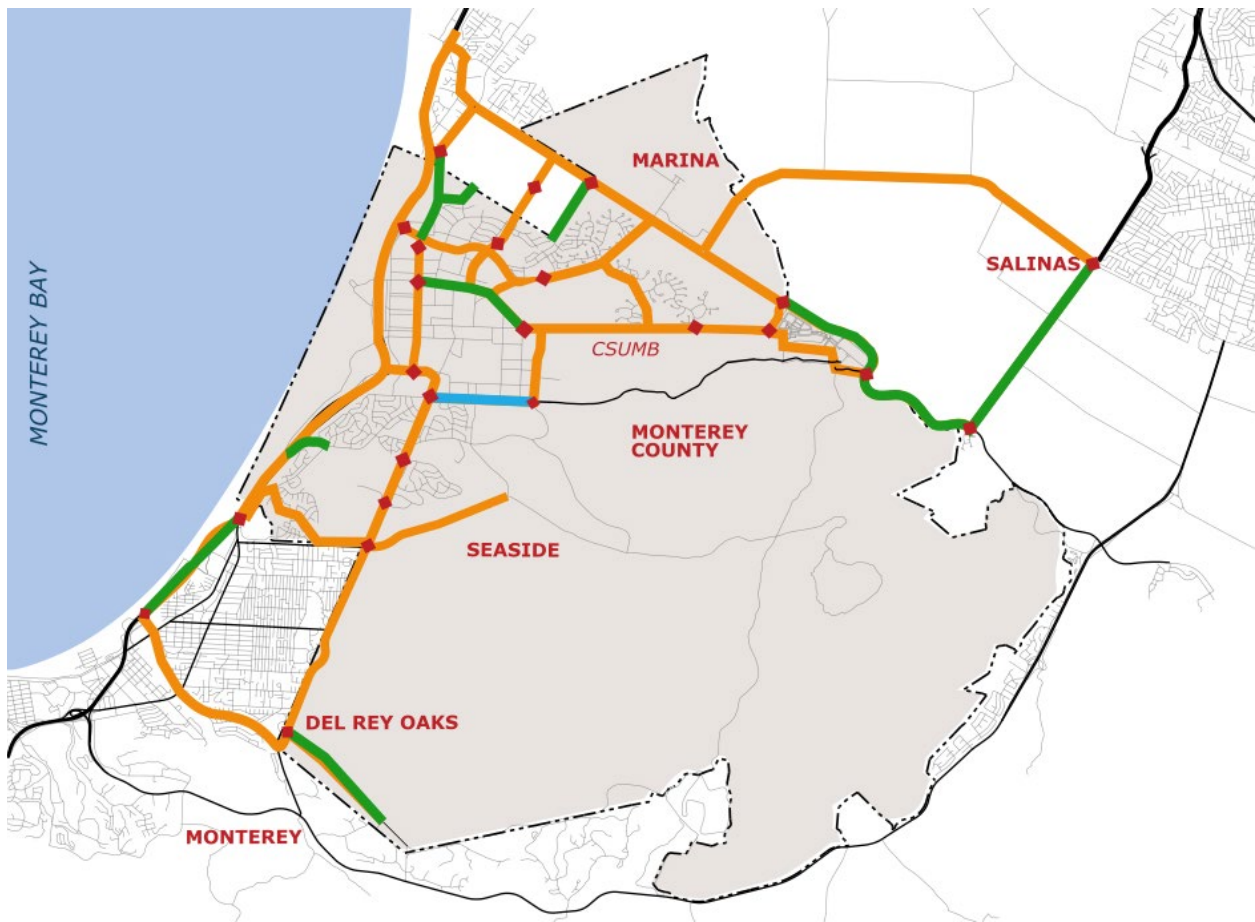 MARINA
SALINAS
MONTEREY BAY
CSUMB
MONTEREY
COUNTY
SEASIDE
DEL REY OAKS
MONTEREY